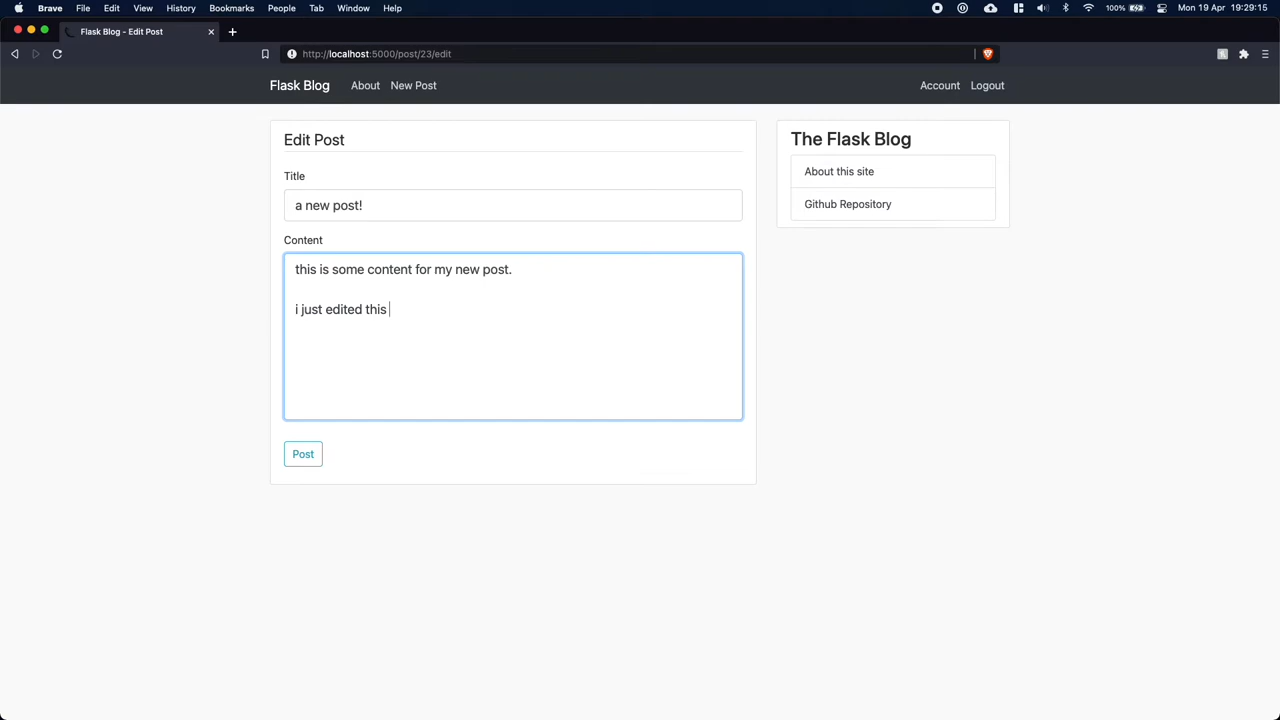 Brave File Edit View History Bookmarks People Tab Window Help 100% Mon 19 Apr 19:29:15
Flask Blog - Edit Post
http://localhost:5000/post/23/edit
Flask Blog About New Post Account Logout
Edit Post
Title
a new post!
Content
this is some content for my new post.
i just edited this
Post
The Flask Blog
About this site
Github Repository